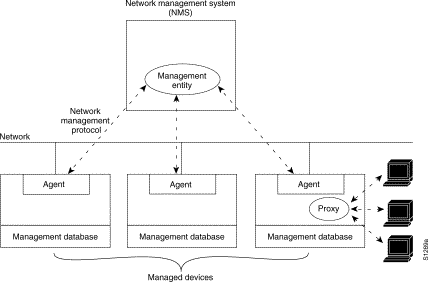 Network management system
(NMS)
Management
entity
Network
management
protocol
Network
Agent
Agent
Agent
Proxy
Management database
Management database
Management database
Managed devices
S1289a